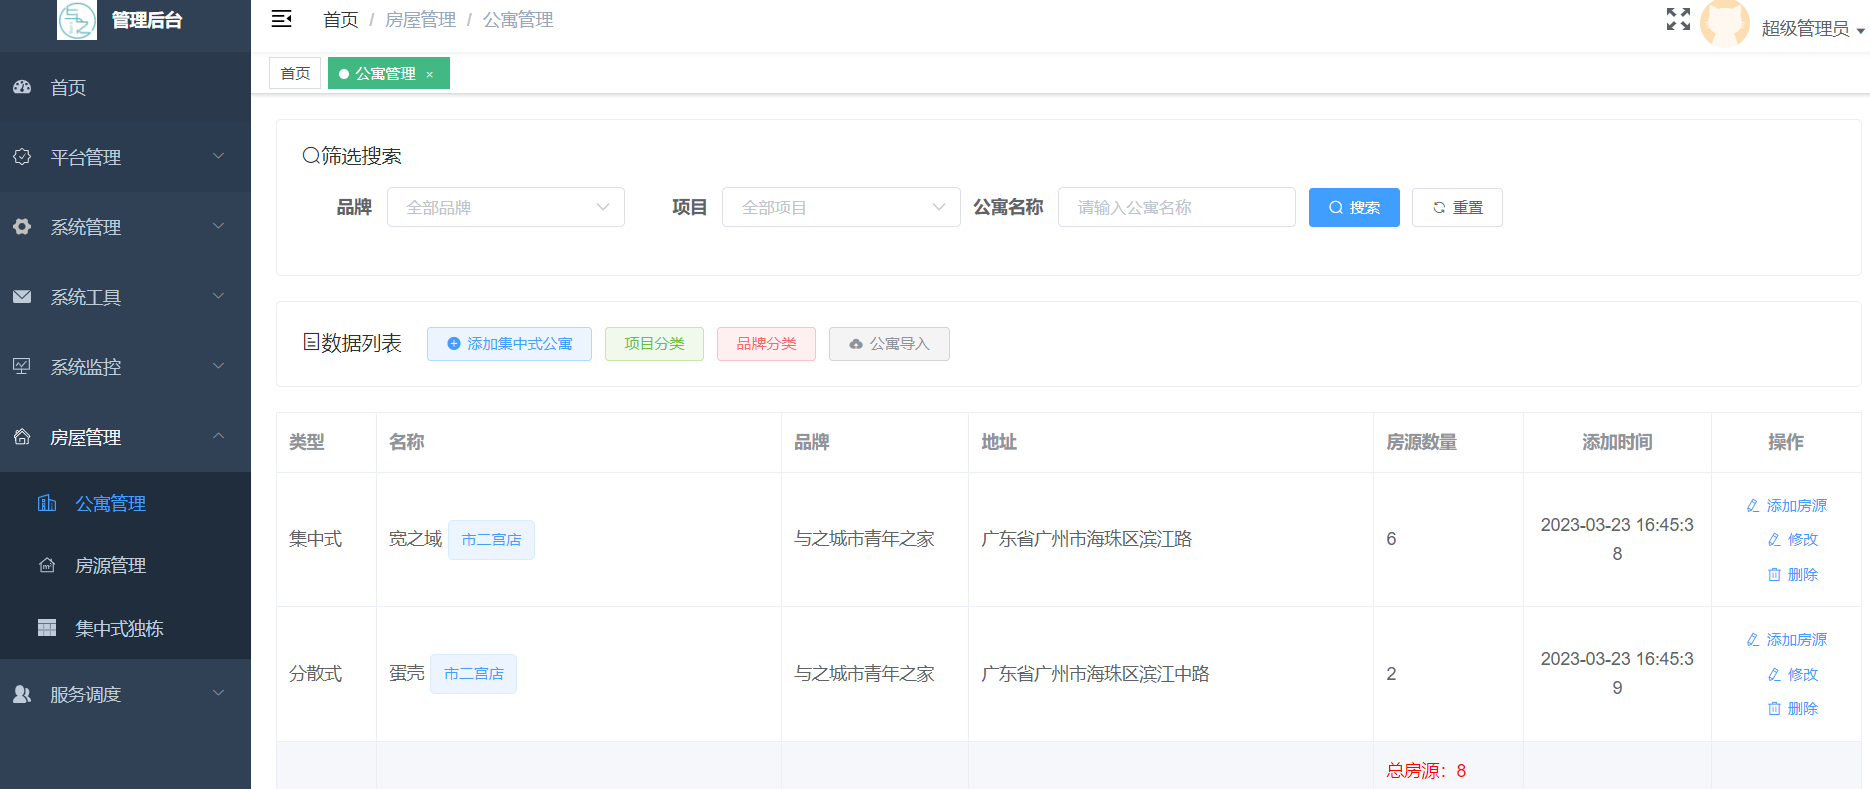 管理后台
首页 / 房屋管理 / 公寓管理
超级管理员
首页
公寓管理 ×
首页
平台管理
系统管理
系统工具
系统监控
房屋管理
公寓管理
房源管理
集中式独栋
服务调度
筛选搜索
品牌 全部品牌 项目 全部项目 公寓名称 请输入公寓名称 搜索 重置
数据列表 添加集中式公寓 项目分类 品牌分类 公寓导入
类型 名称 品牌 地址 房源数量 添加时间 操作
集中式 宽之域 市二宫店 与之城市青年之家 广东省广州市海珠区滨江路 6 2023-03-23 16:45:3
8
添加房源
修改
删除
分散式 蛋壳 市二宫店 与之城市青年之家 广东省广州市海珠区滨江中路 2 2023-03-23 16:45:3
9
添加房源
修改
删除
总房源：8